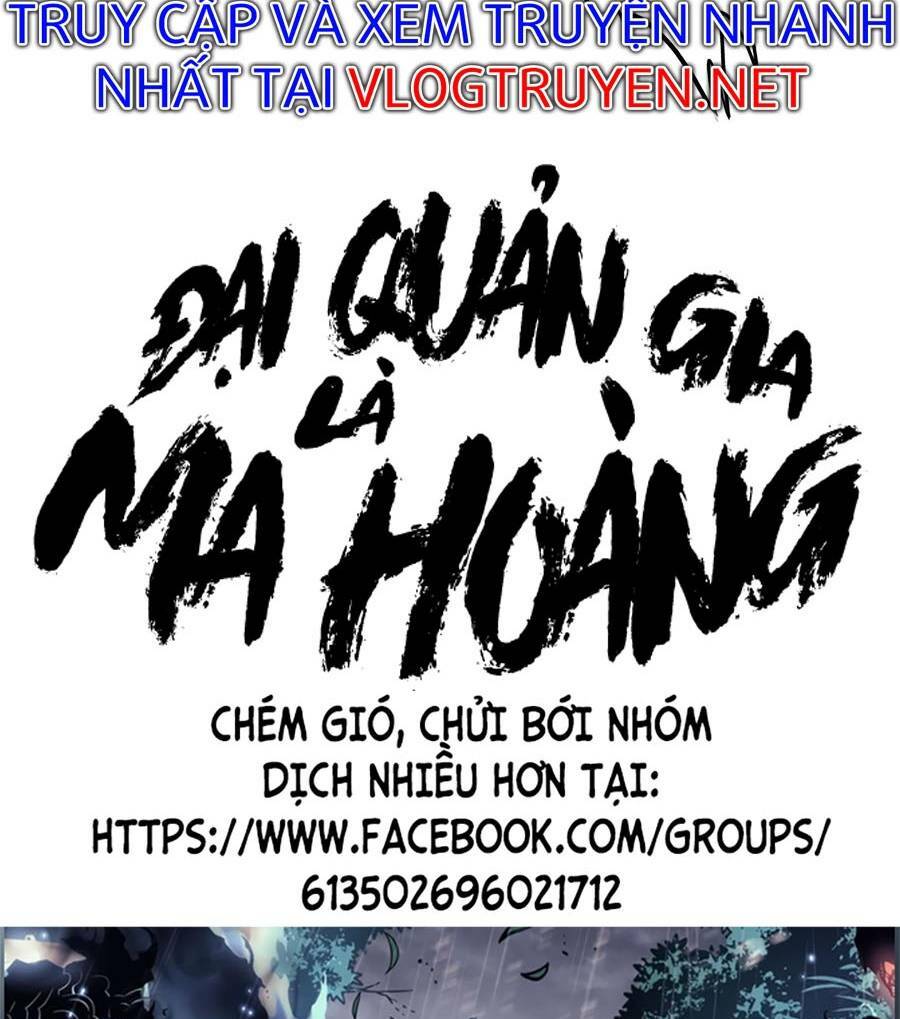 TRUY CẬP VÀ XEM TRUYỆN NHANH
NHẤT TẠI VLOGTRUYEN.NET
ĐẠI QUẢN GIA
LÀ
MA HOÀNG
CHÉM GIÓ, CHỬI BỚI NHÓM
DỊCH NHIỀU HƠN TẠI:
HTTPS://WWW.FACEBOOK.COM/GROUPS/
613502696021712